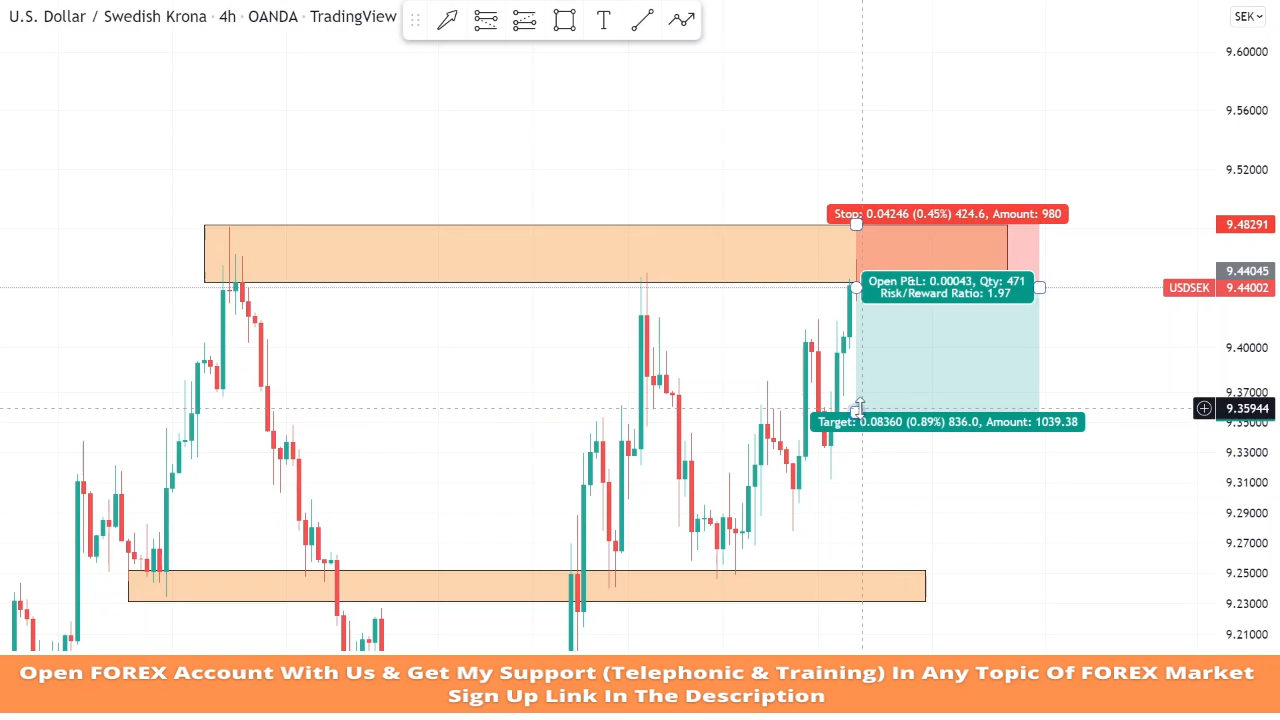 U.S. Dollar / Swedish Krona · 4h · OANDA · TradingView
T
SEK
9.60000
9.56000
9.52000
Stop: 0.04246 (0.45%) 424.6, Amount: 980
9.48291
9.44045
Open P&L: 0.00043, Qty: 471
Risk/Reward Ratio: 1.97
USDSEK 9.44002
9.40000
9.37000
9.35944
Target: 0.08360 (0.89%) 836.0, Amount: 1039.38
9.35000
9.33000
9.31000
9.29000
9.27000
9.25000
9.23000
9.21000
Open FOREX Account With Us & Get My Support (Telephonic & Training) In Any Topic Of FOREX Market
Sign Up Link In The Description